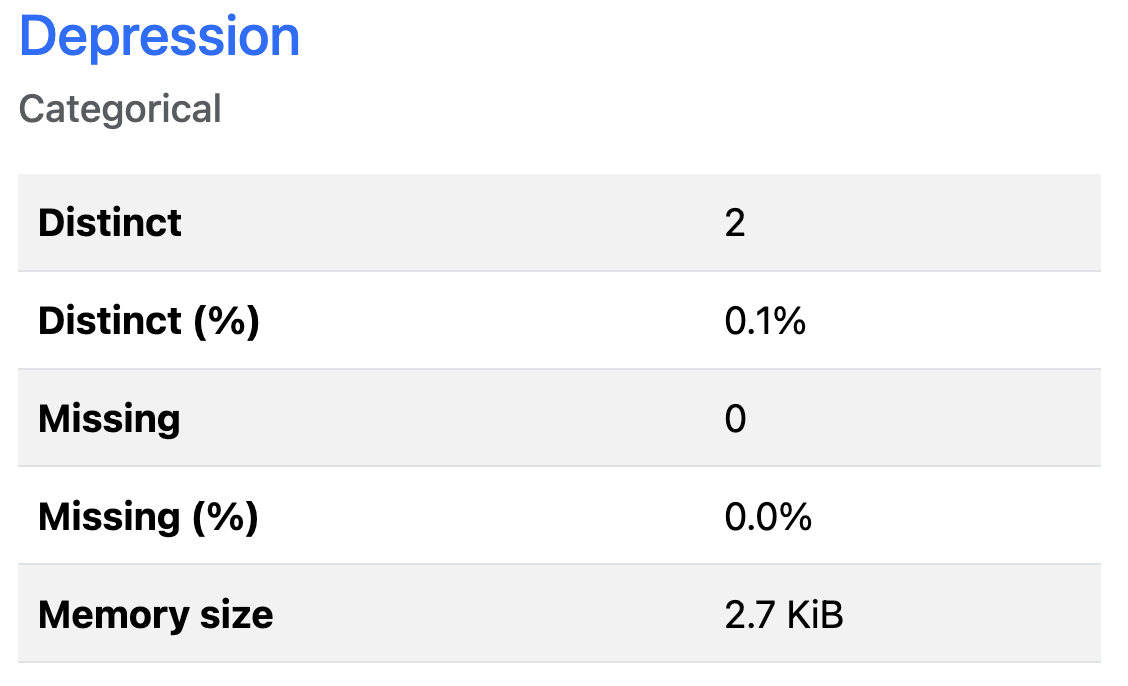 Depression
Categorical
Distinct 2
Distinct (%) 0.1%
Missing 0
Missing (%) 0.0%
Memory size 2.7 KiB